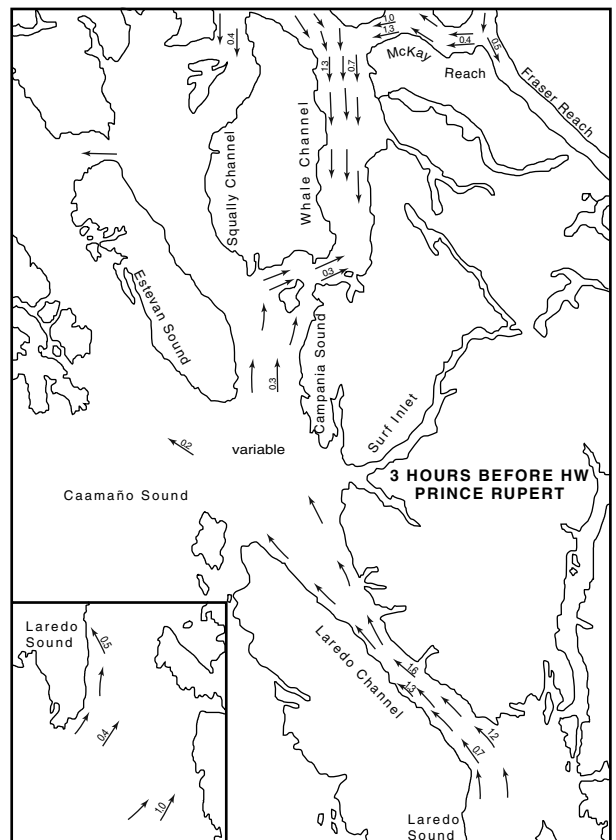 1.0
1.3
0.4
0.5
0.4
McKay
Reach
Fraser Reach
1.3
0.7
Squally Channel
Whale Channel
0.3
Estevan Sound
Campania Sound
0.3
Surf Inlet
0.2
variable
3 HOURS BEFORE HW
PRINCE RUPERT
Caamaño Sound
Laredo Channel
1.6
1.3
1.2
0.7
Laredo
Sound
Laredo
Sound
0.5
0.4
1.0